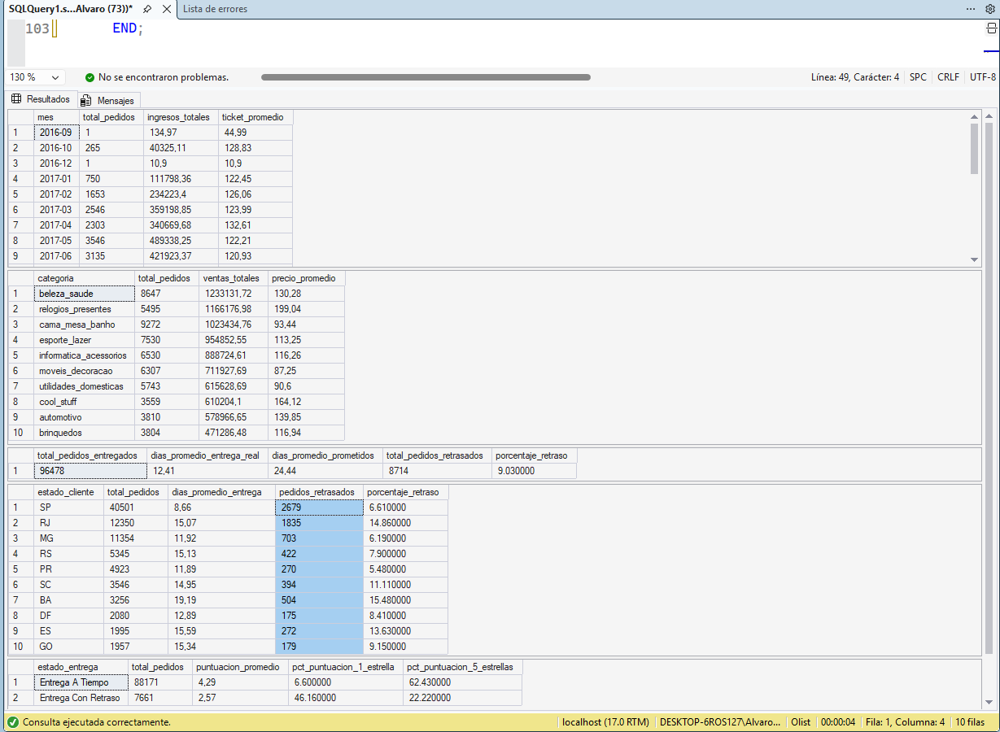 SQLQuery1.s...Alvaro (73))* Lista de errores
103 END;
130 % No se encontraron problemas. Línea: 49, Carácter: 4 SPC CRLF UTF-8
Resultados Mensajes
mes total_pedidos ingresos_totales ticket_promedio
1 2016-09 1 134,97 44,99
2 2016-10 265 40325,11 128,83
3 2016-12 1 10,9 10,9
4 2017-01 750 111798,36 122,45
5 2017-02 1653 234223,4 126,06
6 2017-03 2546 359198,85 123,99
7 2017-04 2303 340669,68 132,61
8 2017-05 3546 489338,25 122,21
9 2017-06 3135 421923,37 120,93
categoria total_pedidos ventas_totales precio_promedio
1 beleza_saude 8647 1233131,72 130,28
2 relogios_presentes 5495 1166176,98 199,04
3 cama_mesa_banho 9272 1023434,76 93,44
4 esporte_lazer 7530 954852,55 113,25
5 informatica_acessorios 6530 888724,61 116,26
6 moveis_decoracao 6307 711927,69 87,25
7 utilidades_domesticas 5743 615628,69 90,6
8 cool_stuff 3559 610204,1 164,12
9 automotivo 3810 578966,65 139,85
10 brinquedos 3804 471286,48 116,94
total_pedidos_entregados dias_promedio_entrega_real dias_promedio_prometidos total_pedidos_retrasados porcentaje_retraso
1 96478 12,41 24,44 8714 9.030000
estado_cliente total_pedidos dias_promedio_entrega pedidos_retrasados porcentaje_retraso
1 SP 40501 8,66 2679 6.610000
2 RJ 12350 15,07 1835 14.860000
3 MG 11354 11,92 703 6.190000
4 RS 5345 15,13 422 7.900000
5 PR 4923 11,89 270 5.480000
6 SC 3546 14,95 394 11.110000
7 BA 3256 19,19 504 15.480000
8 DF 2080 12,89 175 8.410000
9 ES 1995 15,59 272 13.630000
10 GO 1957 15,34 179 9.150000
estado_entrega total_pedidos puntuacion_promedio pct_puntuacion_1_estrella pct_puntuacion_5_estrellas
1 Entrega A Tiempo 88171 4,29 6.600000 62.430000
2 Entrega Con Retraso 7661 2,57 46.160000 22.220000
Consulta ejecutada correctamente. localhost (17.0 RTM) DESKTOP-6ROS127\Alvaro... Olist 00:00:04 Fila: 1, Columna: 4 10 filas